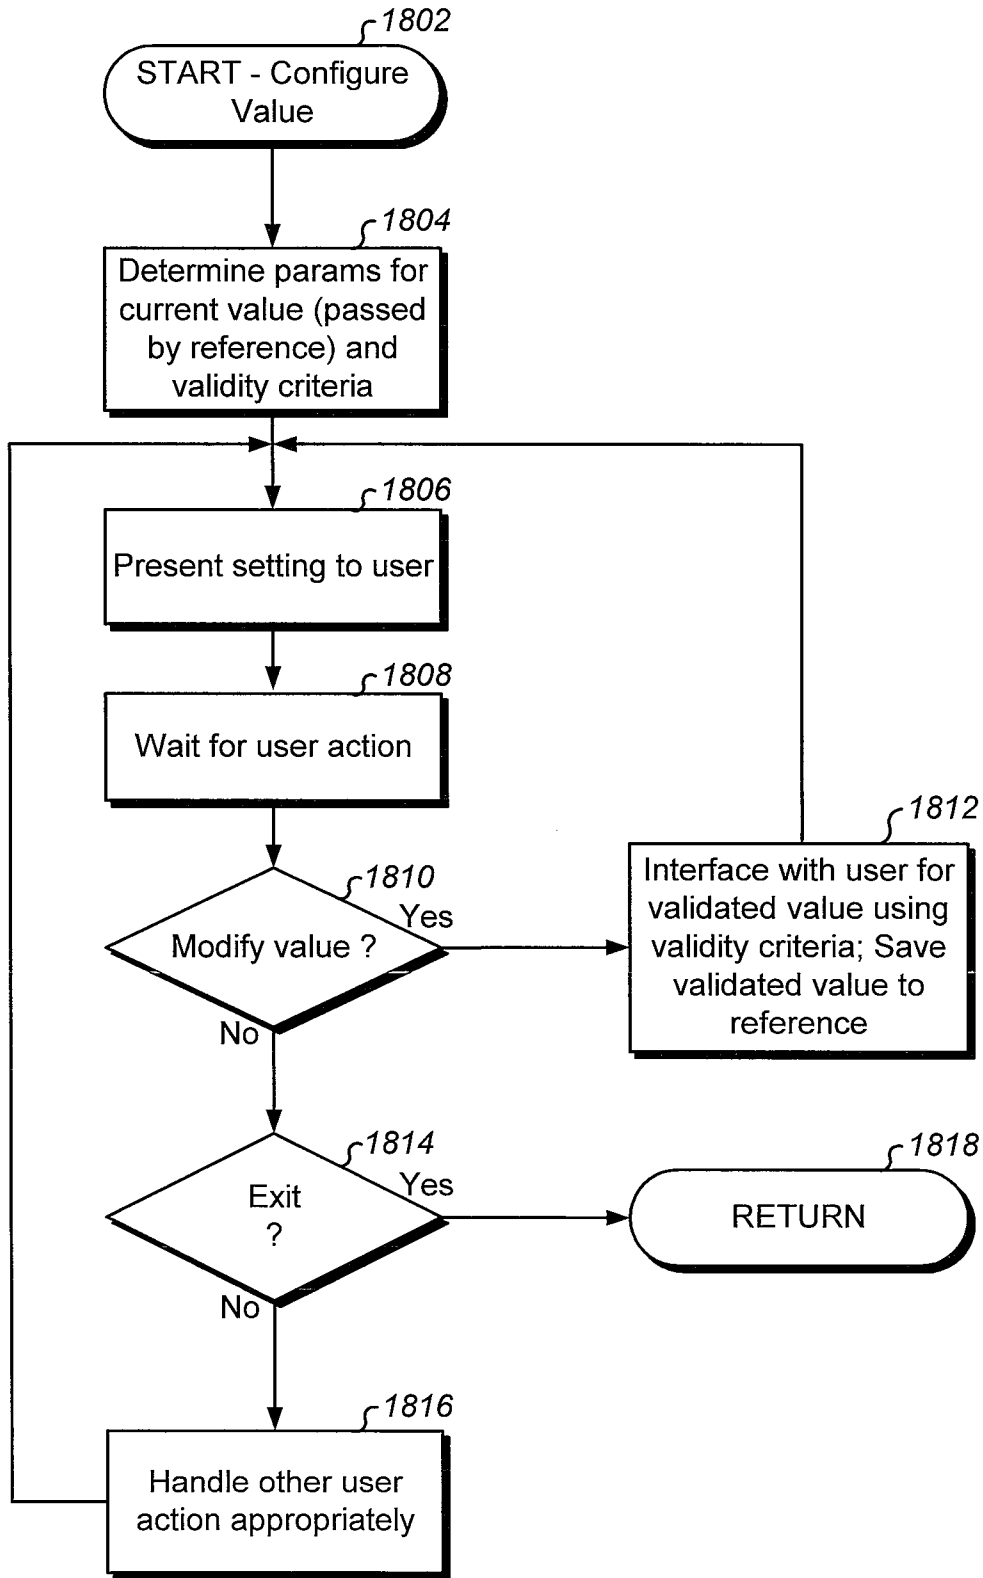 1802
START - Configure
Value
1804
Determine params for
current value (passed
by reference) and
validity criteria
1806
Present setting to user
1808
Wait for user action
1810
Modify value ?
Yes
No
1812
Interface with user for
validated value using
validity criteria; Save
validated value to
reference
1814
Exit
?
Yes
No
1818
RETURN
1816
Handle other user
action appropriately